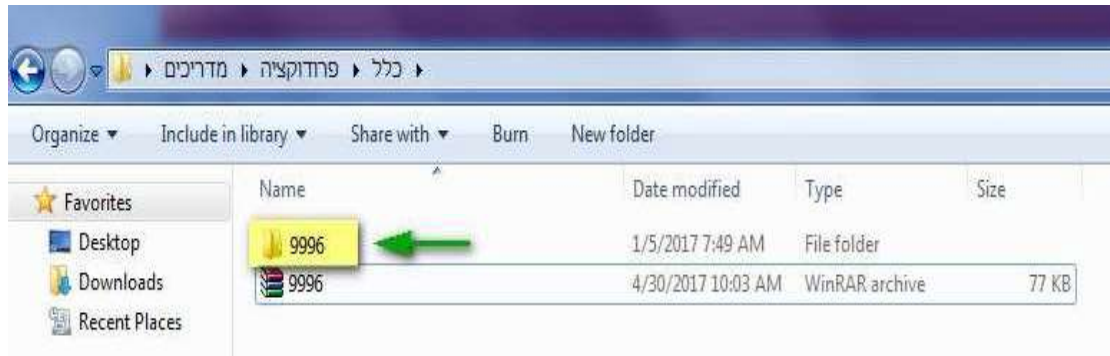 מדריכים ▸ פרודוקציה ▸ כלל ▸
Organize ▾ Include in library ▾ Share with ▾ Burn New folder
Favorites
Desktop
Downloads
Recent Places
Name Date modified Type Size
9996 1/5/2017 7:49 AM File folder
9996 4/30/2017 10:03 AM WinRAR archive 77 KB